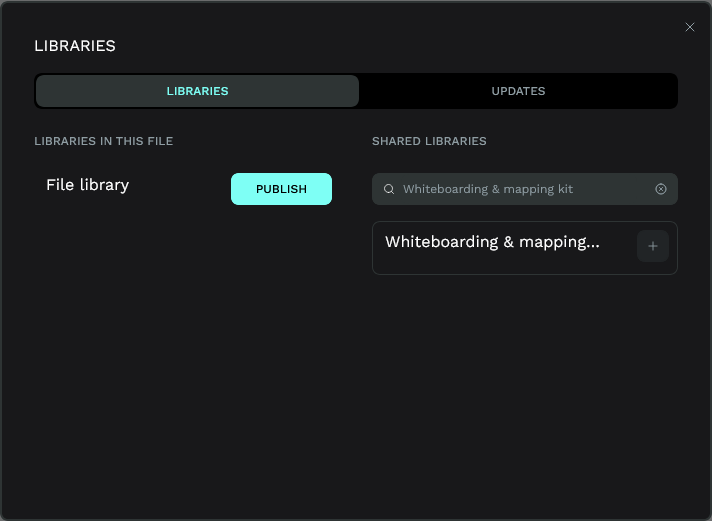 LIBRARIES
LIBRARIES
UPDATES
LIBRARIES IN THIS FILE
File library
PUBLISH
SHARED LIBRARIES
Whiteboarding & mapping kit
Whiteboarding & mapping...